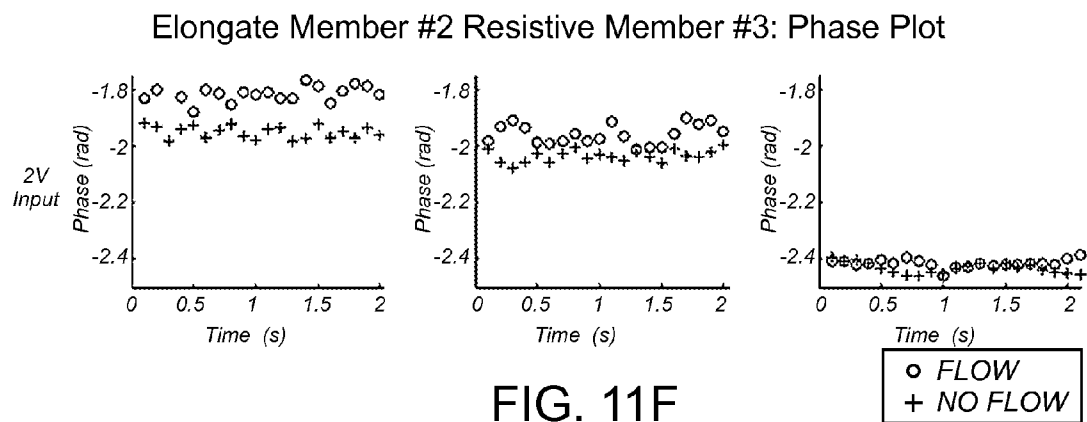 Elongate Member #2 Resistive Member #3: Phase Plot
2V
Input
Phase (rad)
-1.8
-2
-2.2
-2.4
0 0.5 1 1.5 2
Time (s)
Phase (rad)
-1.8
-2
-2.2
-2.4
0 0.5 1 1.5 2
Time (s)
Phase (rad)
-1.8
-2
-2.2
-2.4
0 0.5 1 1.5 2
Time (s)
FLOW
NO FLOW
FIG. 11F